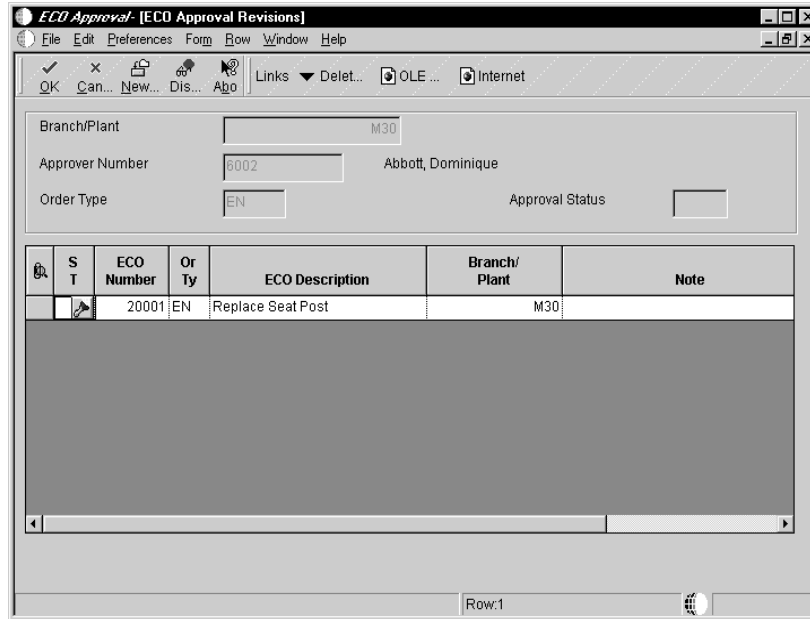 ECO Approval - [ECO Approval Revisions]
File Edit Preferences Form Row Window Help
OK Can... New... Dis... Abo Links Delet... OLE ... Internet
Branch/Plant M30
Approver Number 6002 Abbott, Dominique
Order Type EN Approval Status
S T ECO Number Or Ty ECO Description Branch/ Plant Note
20001 EN Replace Seat Post M30
Row:1